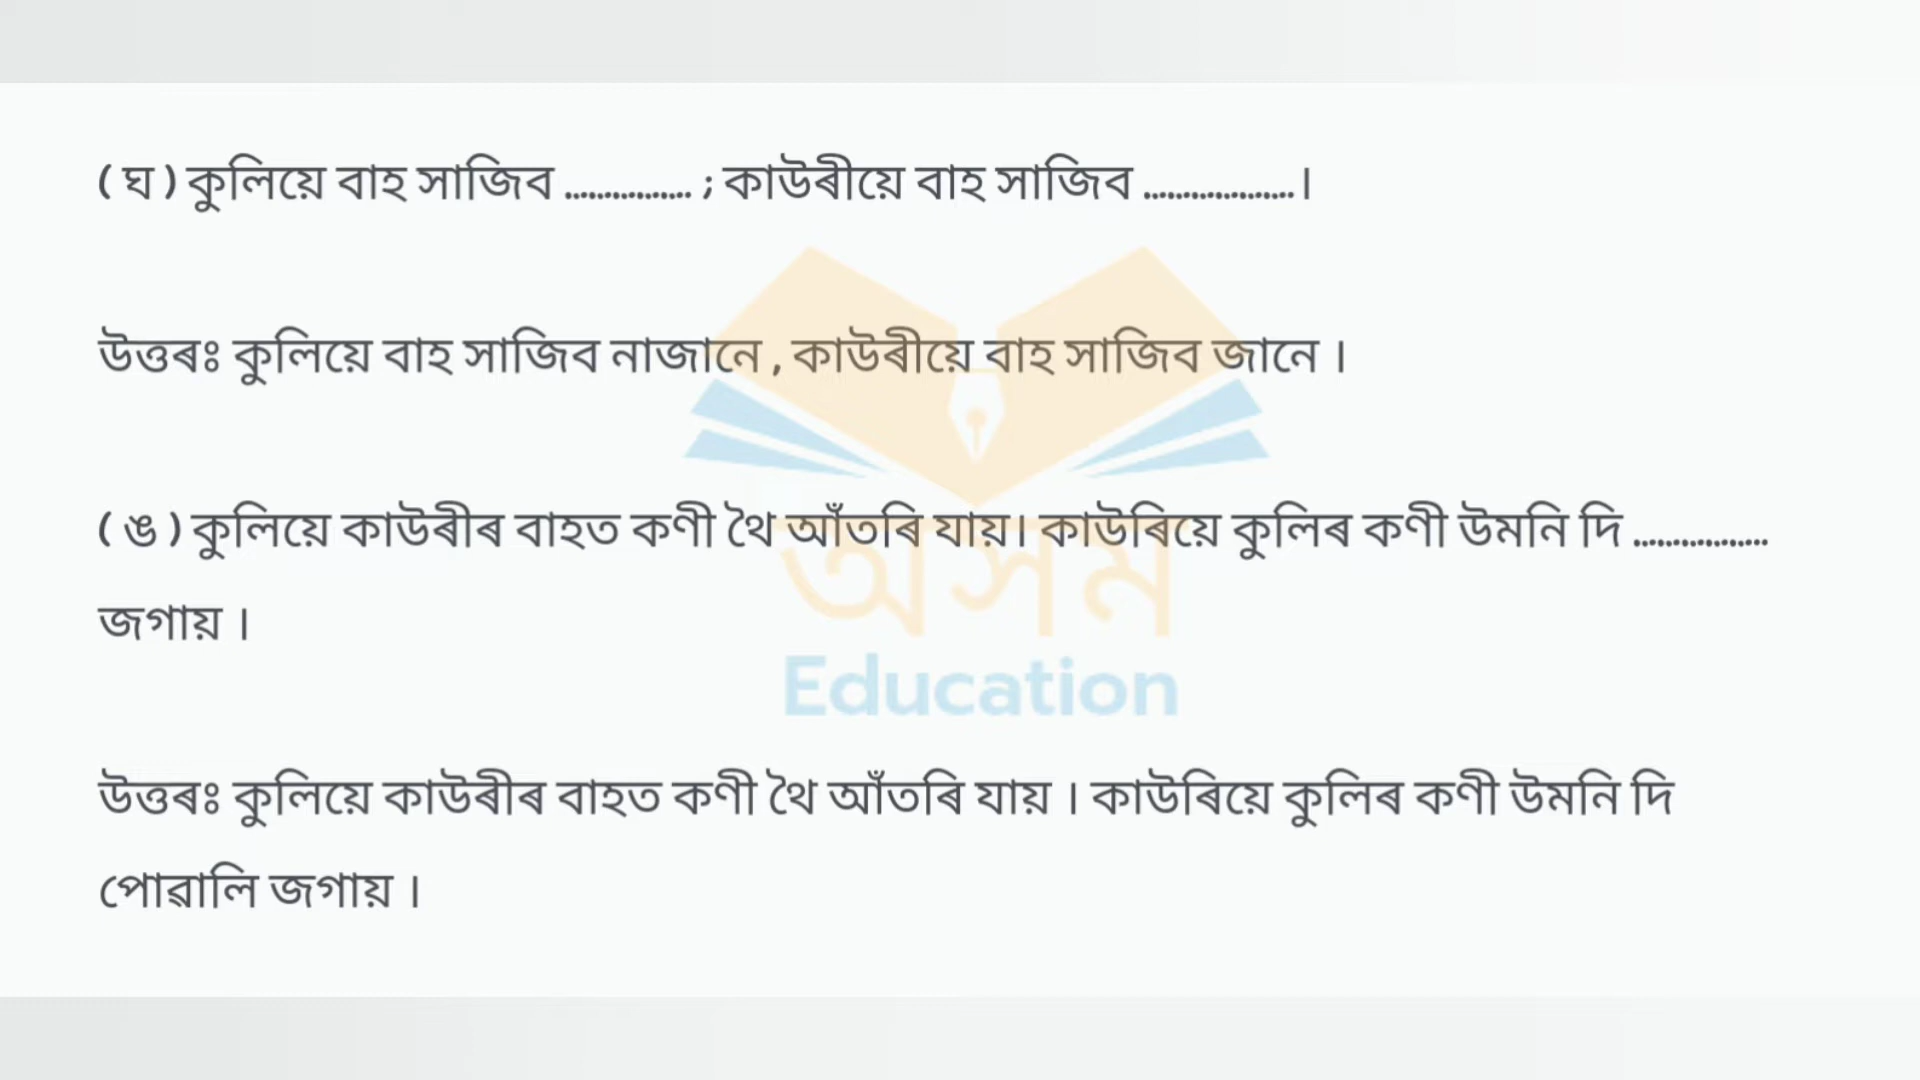 ( ঘ ) কুলিয়ে বাহ সাজিব ................ ; কাউৰীয়ে বাহ সাজিব ...................।
উত্তৰঃ কুলিয়ে বাহ সাজিব নাজানে , কাউৰীয়ে বাহ সাজিব জানে ।
( ঙ ) কুলিয়ে কাউৰীৰ বাহত কণী থৈ আঁতৰি যায়। কাউৰিয়ে কুলিৰ কণী উমনি দি .................
জগায় ।
অসম
Education
উত্তৰঃ কুলিয়ে কাউৰীৰ বাহত কণী থৈ আঁতৰি যায় । কাউৰিয়ে কুলিৰ কণী উমনি দি
পোৱালি জগায় ।